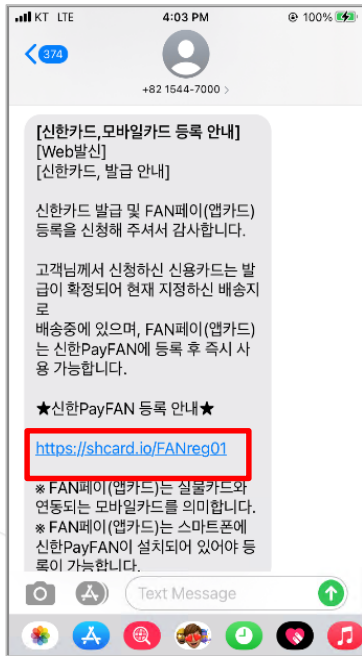 KT LTE 4:03 PM 100%
374
+82 1544-7000 >
[신한카드,모바일카드 등록 안내]
[Web발신]
[신한카드, 발급 안내]
신한카드 발급 및 FAN페이(앱카드)
등록을 신청해 주셔서 감사합니다.
고객님께서 신청하신 신용카드는 발
급이 확정되어 현재 지정하신 배송지
로
배송중에 있으며, FAN페이(앱카드)
는 신한PayFAN에 등록 후 즉시 사
용 가능합니다.
★신한PayFAN 등록 안내★
https://shcard.io/FANreg01
※ FAN페이(앱카드)는 실물카드와
연동되는 모바일카드를 의미합니다.
※ FAN페이(앱카드)는 스마트폰에
신한PayFAN이 설치되어 있어야 등
록이 가능합니다.
Text Message